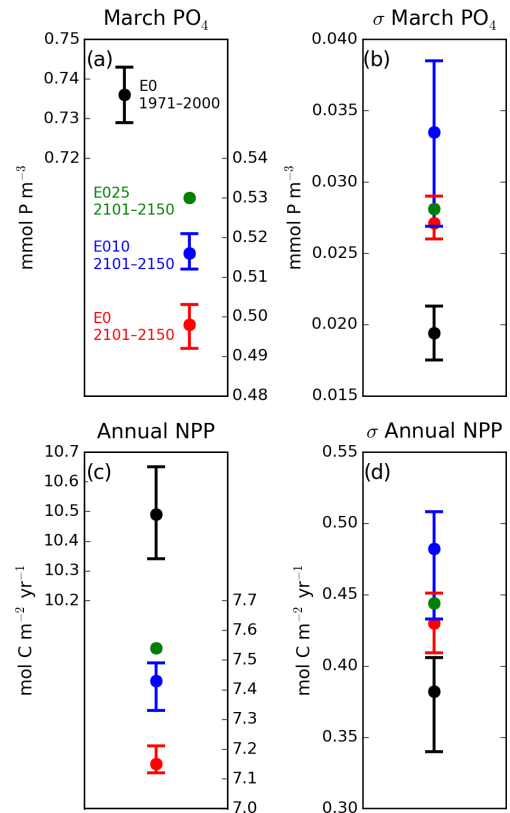 March PO₄
σ March PO₄
0.75
0.74
0.73
0.72
mmol P m⁻³
(a)
E0
1971–2000
E025
2101–2150
E010
2101–2150
E0
2101–2150
0.54
0.53
0.52
0.51
0.50
0.49
0.48
0.040
0.035
0.030
0.025
0.020
0.015
mmol P m⁻³
(b)
Annual NPP
σ Annual NPP
10.7
10.6
10.5
10.4
10.3
10.2
mol C m⁻² yr⁻¹
(c)
7.7
7.6
7.5
7.4
7.3
7.2
7.1
7.0
0.55
0.50
0.45
0.40
0.35
0.30
mol C m⁻² yr⁻¹
(d)